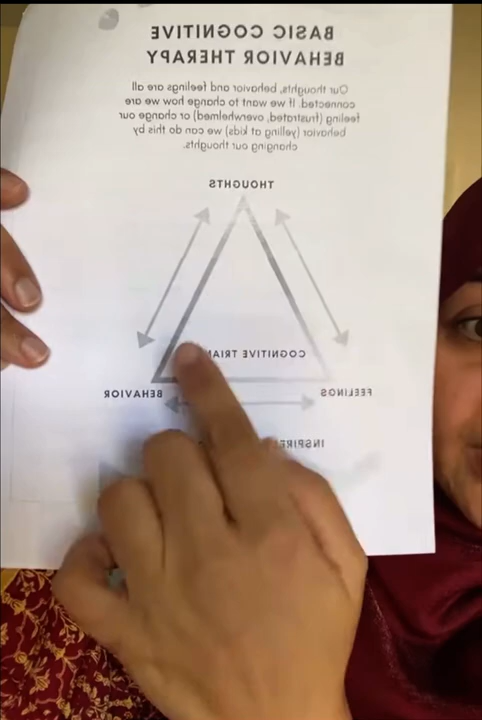 BASIC COGNITIVE
BEHAVIOR THERAPY
Our thoughts, behavior and feelings are all
connected. If we want to change how we are
feeling (frustrated, overwhelmed) or change our
behavior (yelling at kids) we can do this by
changing our thoughts.
THOUGHTS
COGNITIVE
FEELINGS
BEHAVIOR